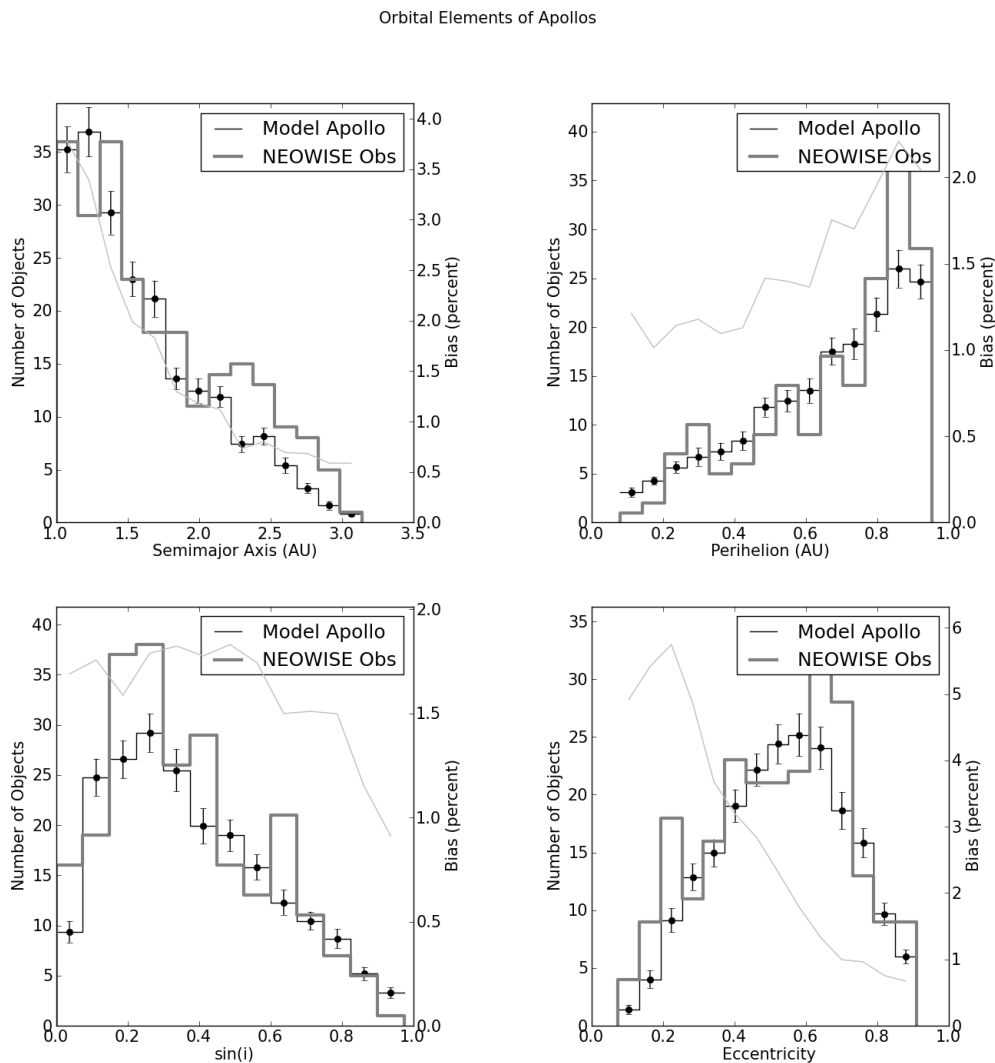 Orbital Elements of Apollos
Model Apollo
NEOWISE Obs
Number of Objects
0
5
10
15
20
25
30
35
Bias (percent)
0.0
0.5
1.0
1.5
2.0
2.5
3.0
3.5
4.0
1.0 1.5 2.0 2.5 3.0 3.5
Semimajor Axis (AU)
Model Apollo
NEOWISE Obs
Number of Objects
0
5
10
15
20
25
30
35
40
Bias (percent)
0.0
0.5
1.0
1.5
2.0
0.0 0.2 0.4 0.6 0.8 1.0
Perihelion (AU)
Model Apollo
NEOWISE Obs
Number of Objects
0
5
10
15
20
25
30
35
40
Bias (percent)
0.0
0.5
1.0
1.5
2.0
0.0 0.2 0.4 0.6 0.8 1.0
sin(i)
Model Apollo
NEOWISE Obs
Number of Objects
0
5
10
15
20
25
30
35
Bias (percent)
0
1
2
3
4
5
6
0.0 0.2 0.4 0.6 0.8 1.0
Eccentricity